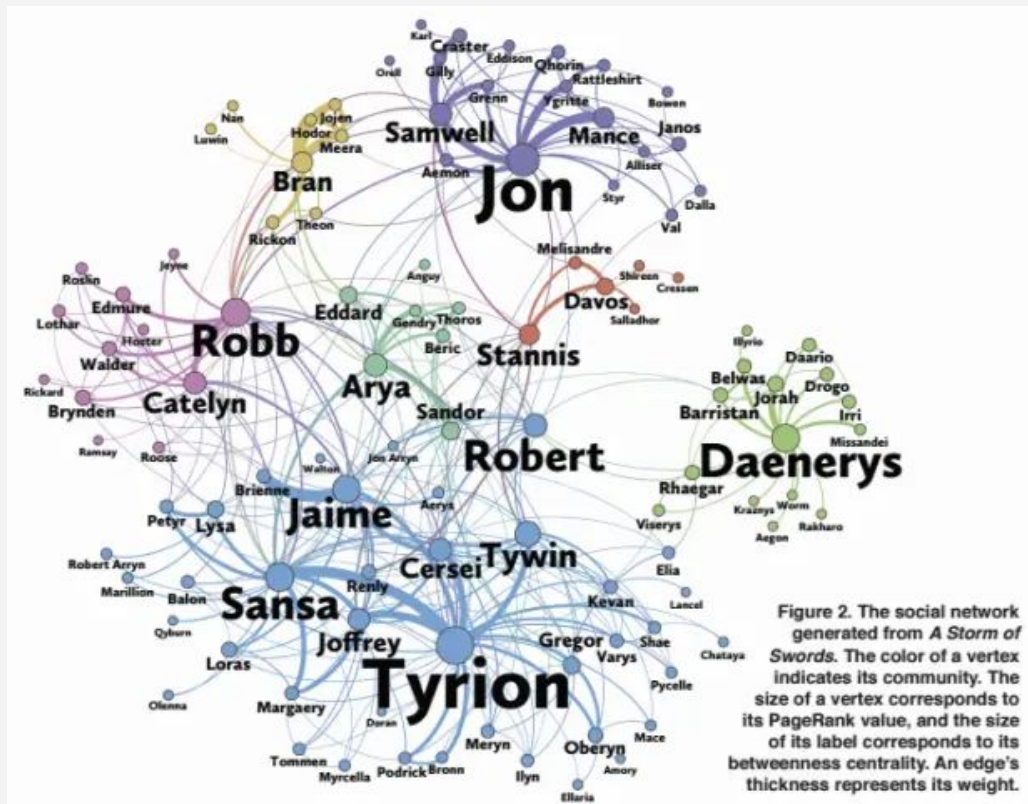 Karl
Craster
Eddison
Orell
Gilly
Qhorin
Rattleshirt
Grenn
Ygritte
Bowen
Nan
Jojen
Luwin
Hodor
Samwell
Mance
Janos
Meera
Alliser
Bran
Aemon
Jon
Styr
Dalla
Theon
Val
Rickon
Melisandre
Jeyne
Anguy
Shireen
Roslin
Cressen
Edmure
Eddard
Davos
Lothar
Gendry
Thoros
Salladhor
Hoster
Robb
Beric
Stannis
Illyrio
Walder
Daario
Arya
Belwas
Rickard
Catelyn
Jorah
Drogo
Brynden
Sandor
Barristan
Irri
Ramsay
Missandei
Roose
Jon Arryn
Robert
Daenerys
Walton
Brienne
Rhaegar
Jaime
Aerys
Petyr
Lysa
Viserys
Kraznys
Worm
Rakharo
Aegon
Robert Arryn
Cersei
Tywin
Elia
Marillion
Balon
Sansa
Renly
Kevan
Lancel
Qyburn
Joffrey
Gregor
Shae
Varys
Chataya
Loras
Tyrion
Pycelle
Olenna
Margaery
Doran
Meryn
Oberyn
Mace
Tommen
Myrcella
Podrick
Bronn
Ilyn
Amory
Ellaria
Figure 2. The social network
generated from A Storm of
Swords. The color of a vertex
indicates its community. The
size of a vertex corresponds to
its PageRank value, and the size
of its label corresponds to its
betweenness centrality. An edge's
thickness represents its weight.